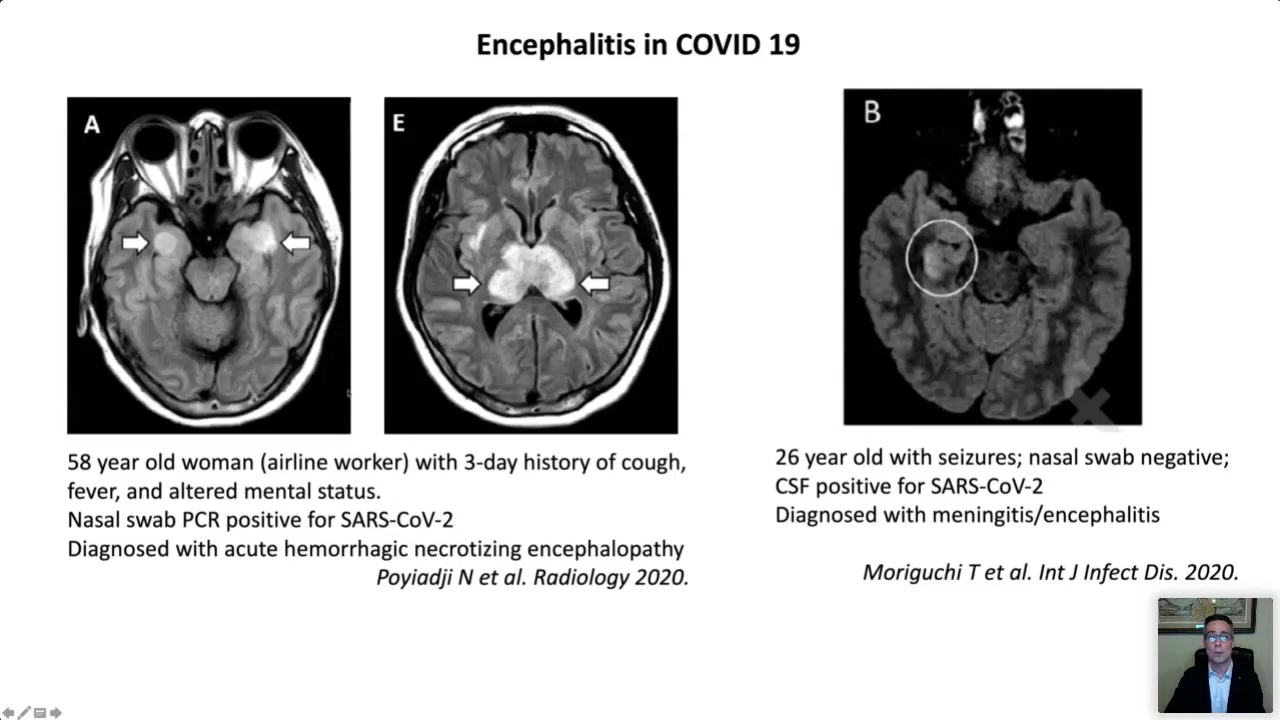 Encephalitis in COVID 19
A
E
B
58 year old woman (airline worker) with 3-day history of cough,
fever, and altered mental status.
Nasal swab PCR positive for SARS-CoV-2
Diagnosed with acute hemorrhagic necrotizing encephalopathy
Poyiadji N et al. Radiology 2020.
26 year old with seizures; nasal swab negative;
CSF positive for SARS-CoV-2
Diagnosed with meningitis/encephalitis
Moriguchi T et al. Int J Infect Dis. 2020.